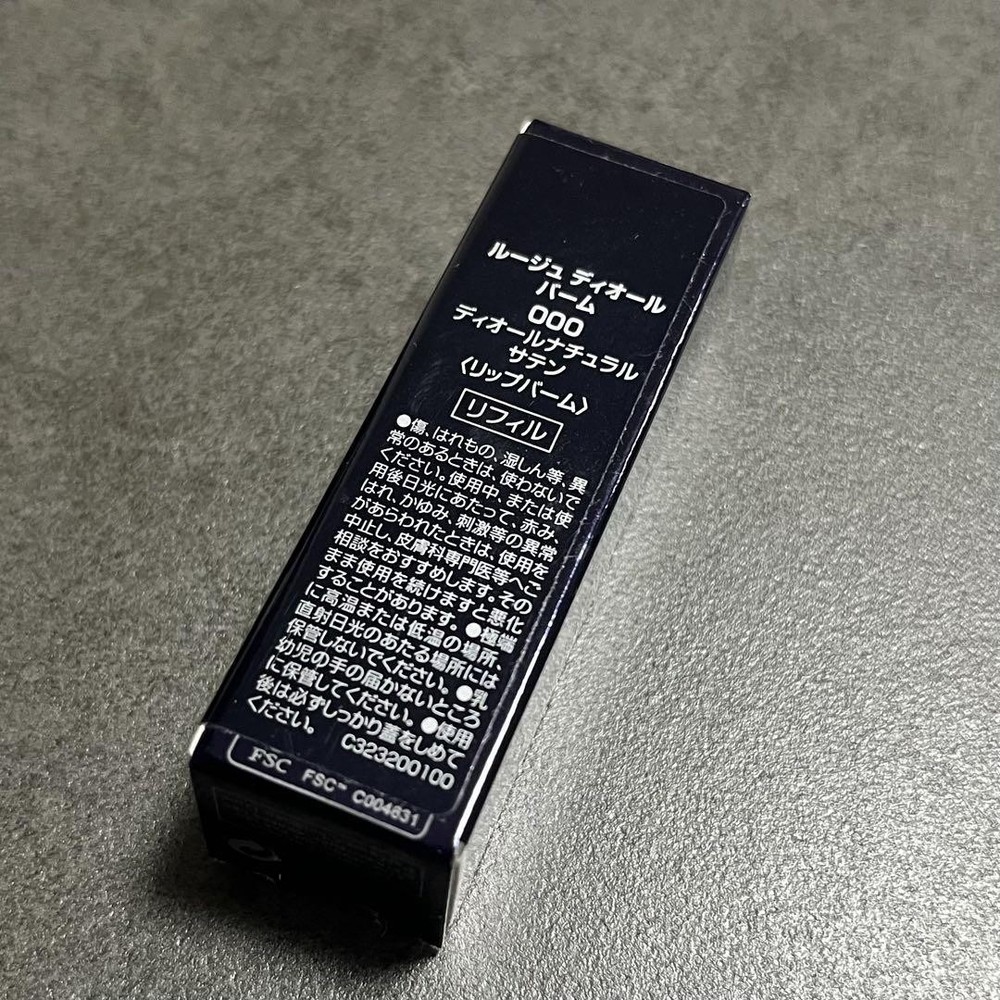 ルージュ ディオール
バーム
000
ディオールナチュラル
サテン
〈リップバーム〉
リフィル
●傷、はれもの、湿しん等、異
常のあるときは、使わないで
ください。使用中、または使
用後日光にあたって、赤み、
はれ、かゆみ、刺激等の異常
があらわれたときは、使用を
中止し、皮膚科専門医等へご
相談をおすすめします。その
まま使用を続けますと悪化
することがあります。●極端
に高温または低温の場所、
直射日光のあたる場所には
保管しないでください。●乳
幼児の手の届かないところ
に保管してください。●使用
後は必ずしっかり蓋をしめて
ください。 C323200100
FSC FSC™ C004631